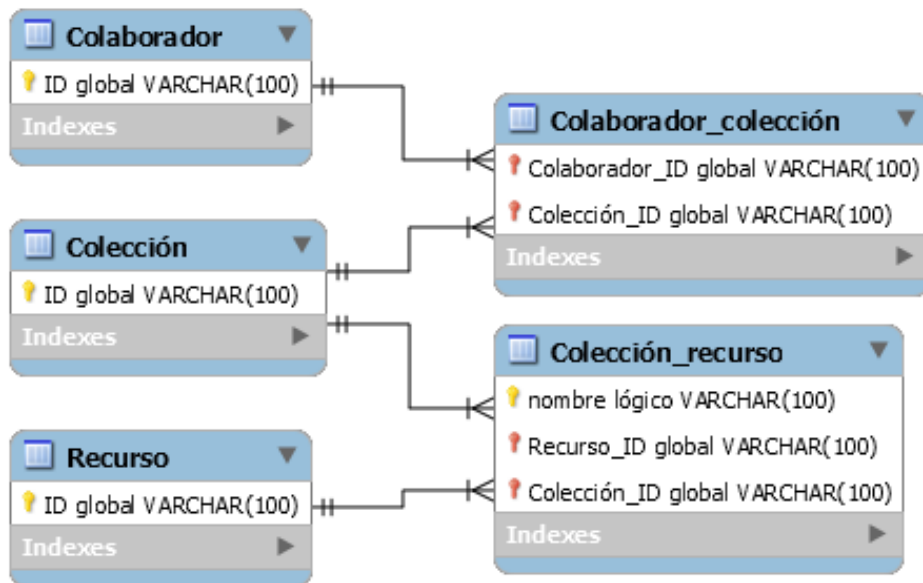 Colaborador
ID global VARCHAR(100)
Indexes
Colección
ID global VARCHAR(100)
Indexes
Recurso
ID global VARCHAR(100)
Indexes
Colaborador_colección
Colaborador_ID global VARCHAR(100)
Colección_ID global VARCHAR(100)
Indexes
Colección_recurso
nombre lógico VARCHAR(100)
Recurso_ID global VARCHAR(100)
Colección_ID global VARCHAR(100)
Indexes